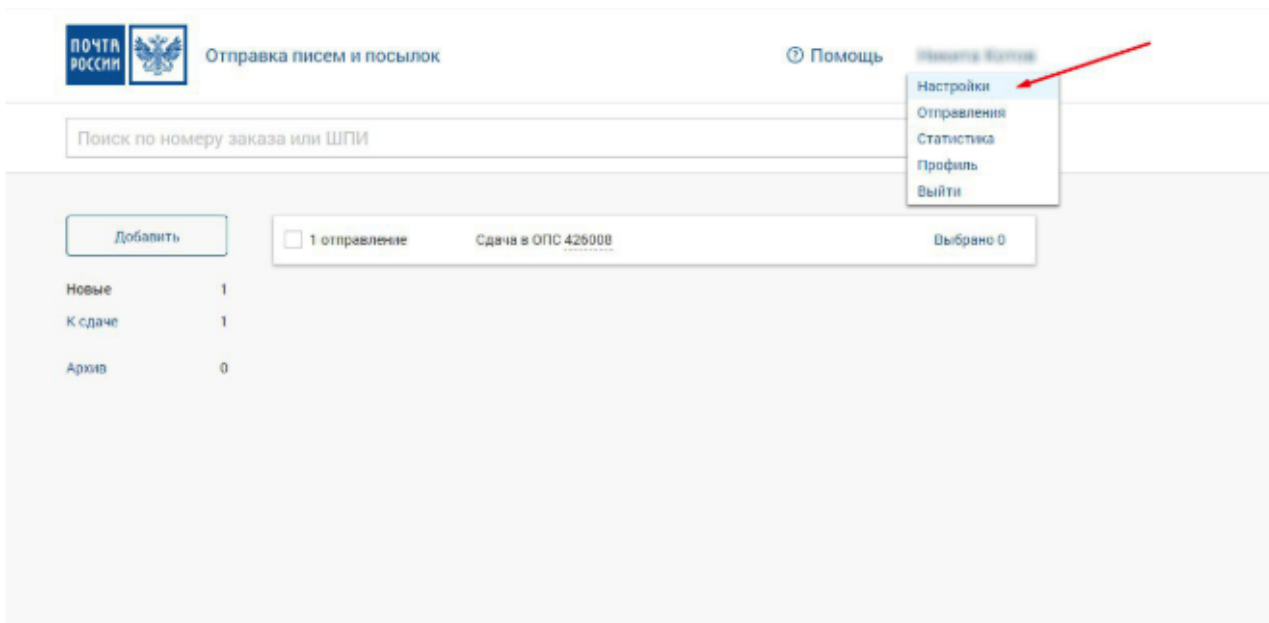 ПОЧТА
РОССИИ
Отправка писем и посылок
Помощь
Настройки
Отправления
Статистика
Профиль
Выйти
Поиск по номеру заказа или ШПИ
Добавить
1 отправление Сдача в ОПС 426008 Выбрано 0
Новые 1
К сдаче 1
Архив 0